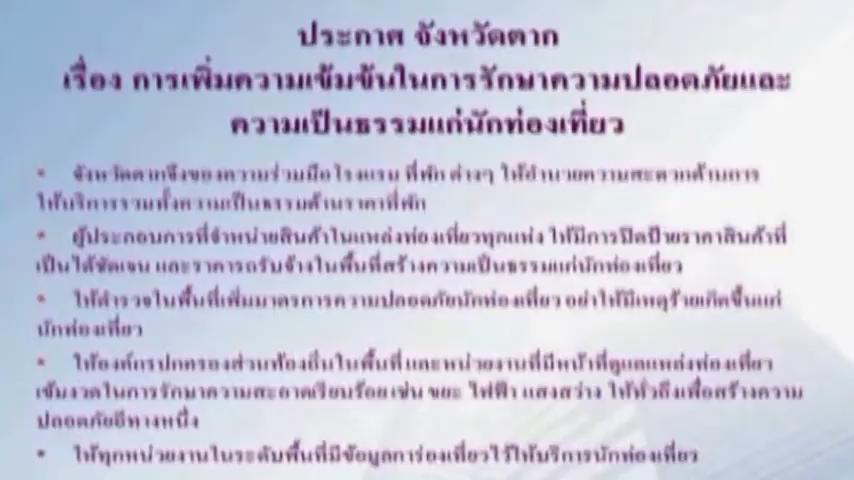 ประกาศ จังหวัดตาก
เรื่อง การเพิ่มความเข้มข้นในการรักษาความปลอดภัยและ
ความเป็นธรรมแก่นักท่องเที่ยว
• จังหวัดตากจึงขอความร่วมมือโรงแรม ที่พัก ต่างๆ ให้อำนวยความสะดวกด้านการ
ให้บริการรวมทั้งความเป็นธรรมด้านราคาที่พัก
• ผู้ประกอบการที่จำหน่ายสินค้าในแหล่งท่องเที่ยวทุกแห่ง ให้มีการปิดป้ายราคาสินค้าที่
เป็นได้ชัดเจน และราคารถรับจ้างในพื้นที่สร้างความเป็นธรรมแก่นักท่องเที่ยว
• ให้ตำรวจในพื้นที่เพิ่มมาตรการความปลอดภัยนักท่องเที่ยว อย่าให้มีเหตุร้ายเกิดขึ้นแก่
นักท่องเที่ยว
• ให้องค์กรปกครองส่วนท้องถิ่นในพื้นที่ และหน่วยงานที่มีหน้าที่ดูแลแหล่งท่องเที่ยว
เข้มงวดในการรักษาความสะอาดเรียบร้อย เช่น ขยะ ไฟฟ้า แสงสว่าง ให้ทั่วถึงเพื่อสร้างความ
ปลอดภัยอีทางหนึ่ง
• ให้ทุกหน่วยงานในระดับพื้นที่มีข้อมูลการ่องเที่ยวไว้ให้บริการนักท่องเที่ยว